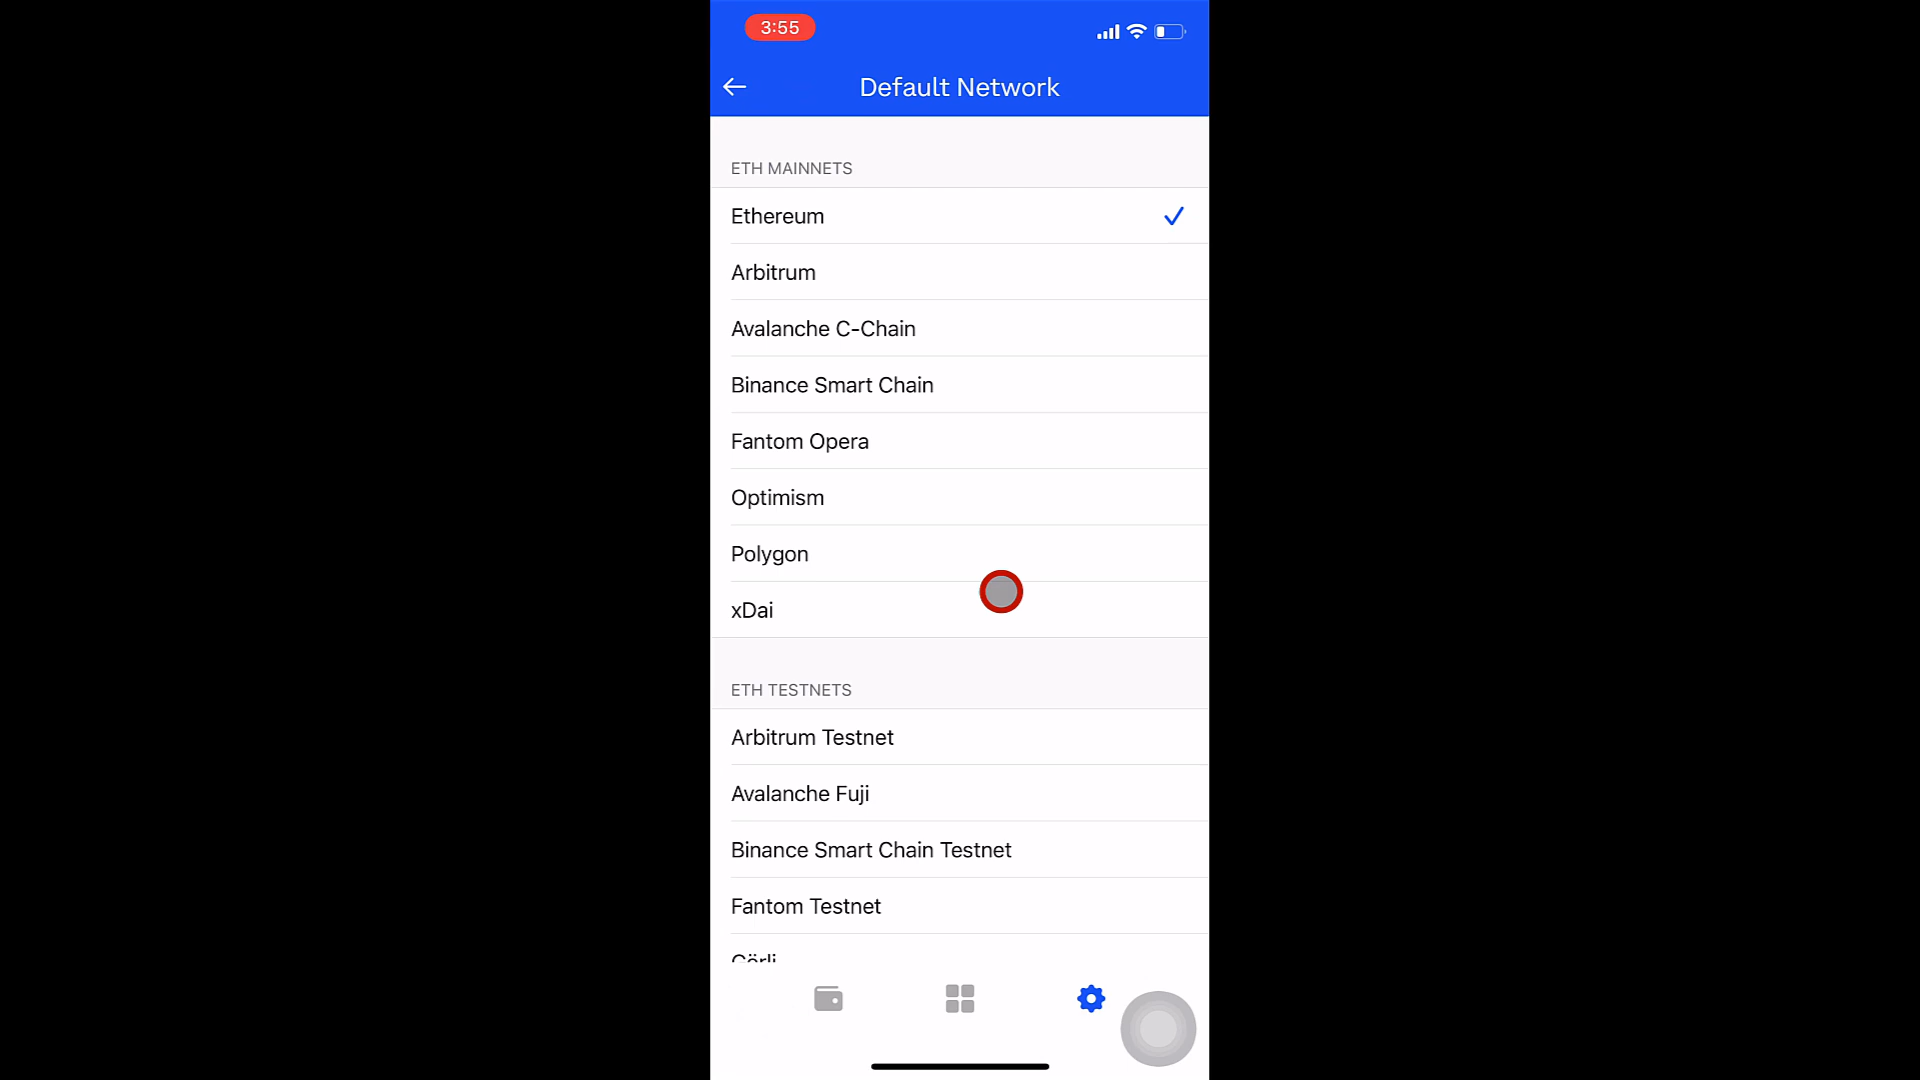 3:55
Default Network
ETH MAINNETS
Ethereum
Arbitrum
Avalanche C-Chain
Binance Smart Chain
Fantom Opera
Optimism
Polygon
xDai
ETH TESTNETS
Arbitrum Testnet
Avalanche Fuji
Binance Smart Chain Testnet
Fantom Testnet
Görli